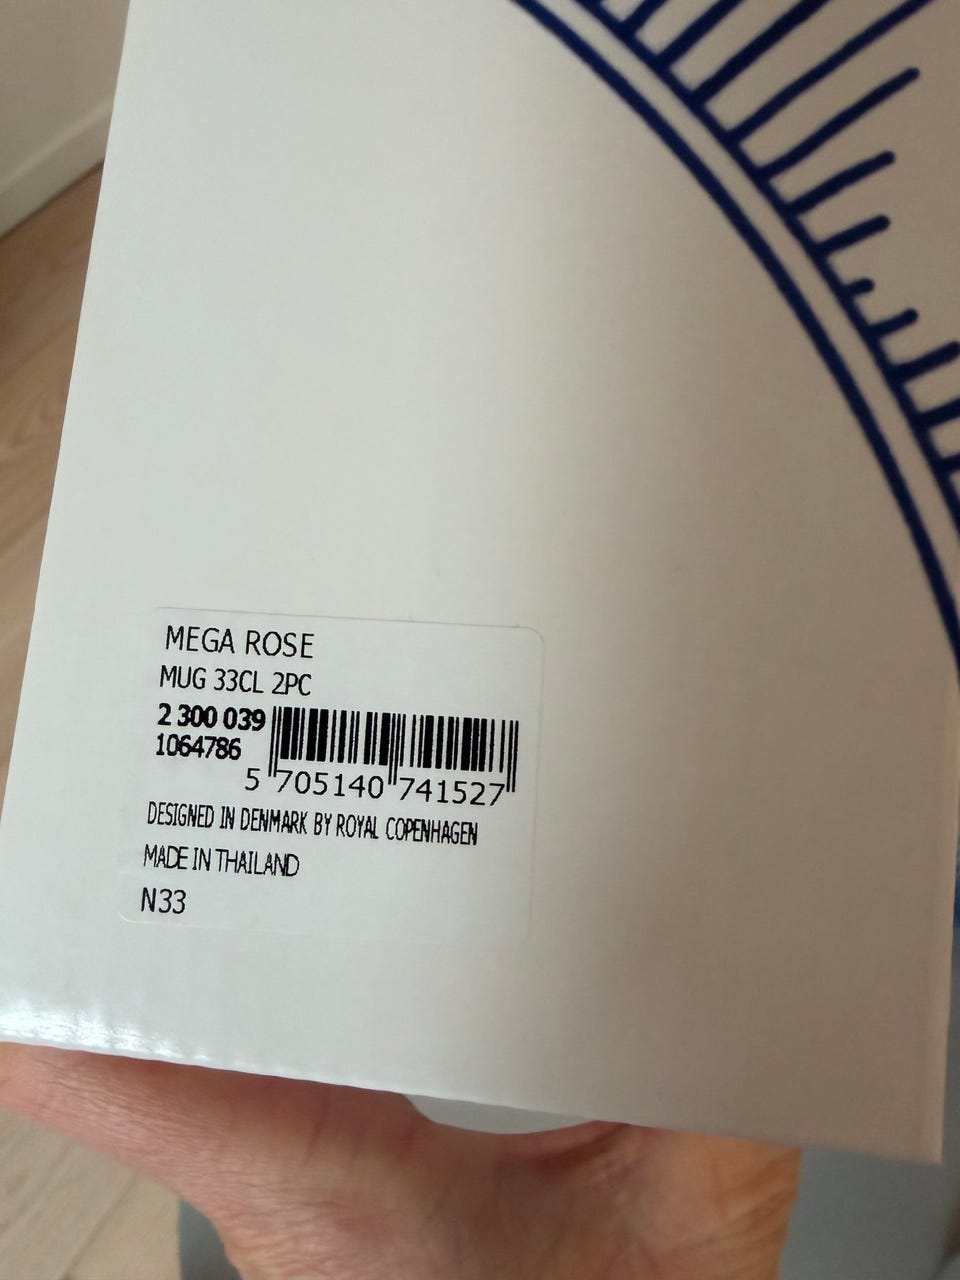 MEGA ROSE
MUG 33CL 2PC
2 300 039
1064786
5 705140 741527
DESIGNED IN DENMARK BY ROYAL COPENHAGEN
MADE IN THAILAND
N33